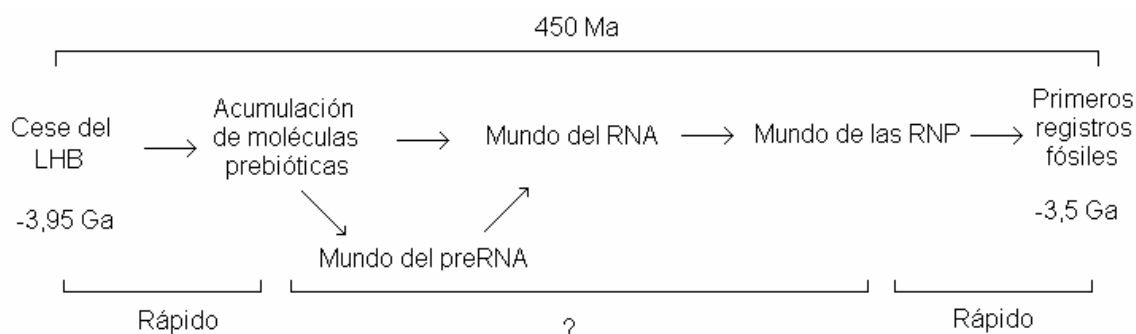 450 Ma
Cese del
LHB
-3,95 Ga
Acumulación
de moléculas
prebióticas
Mundo del RNA
Mundo de las RNP
Primeros
registros
fósiles
-3,5 Ga
Mundo del preRNA
Rápido
?
Rápido